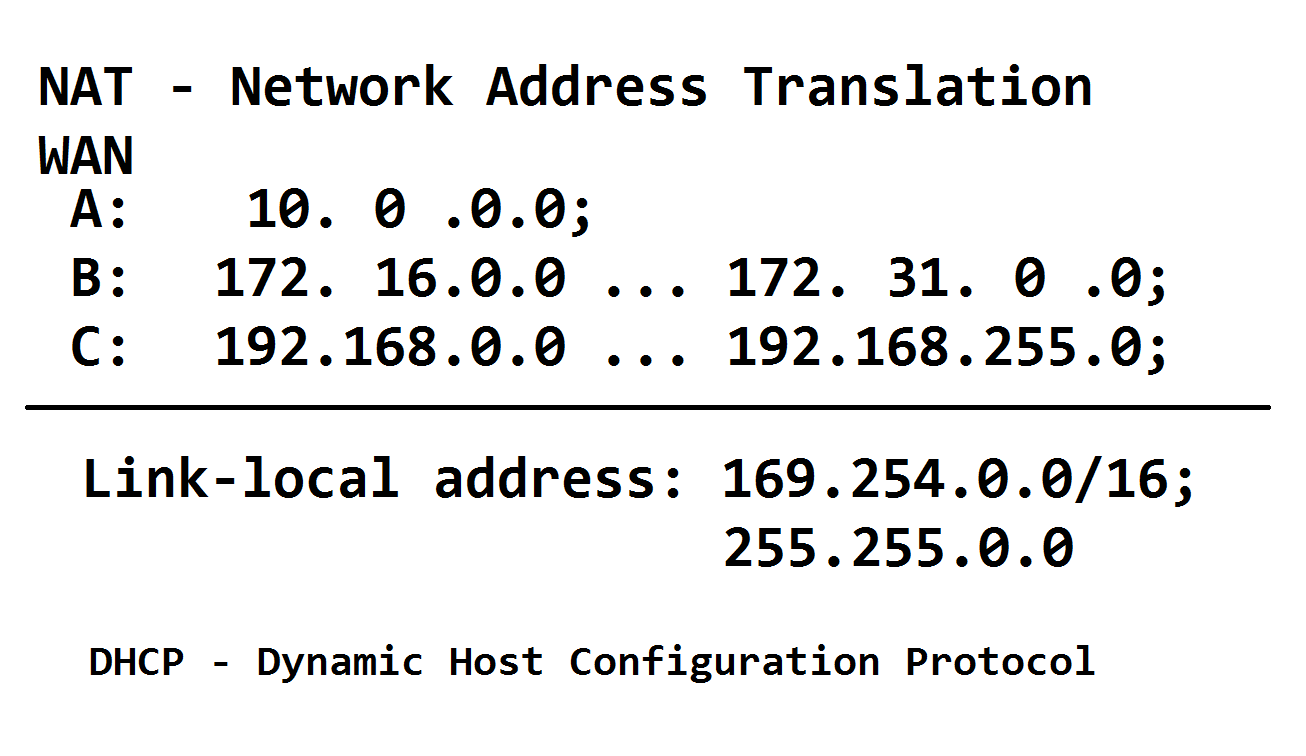 NAT - Network Address Translation
WAN
A: 10. 0 .0.0;
B: 172. 16.0.0 ... 172. 31. 0 .0;
C: 192.168.0.0 ... 192.168.255.0;
Link-local address: 169.254.0.0/16;
255.255.0.0
DHCP - Dynamic Host Configuration Protocol